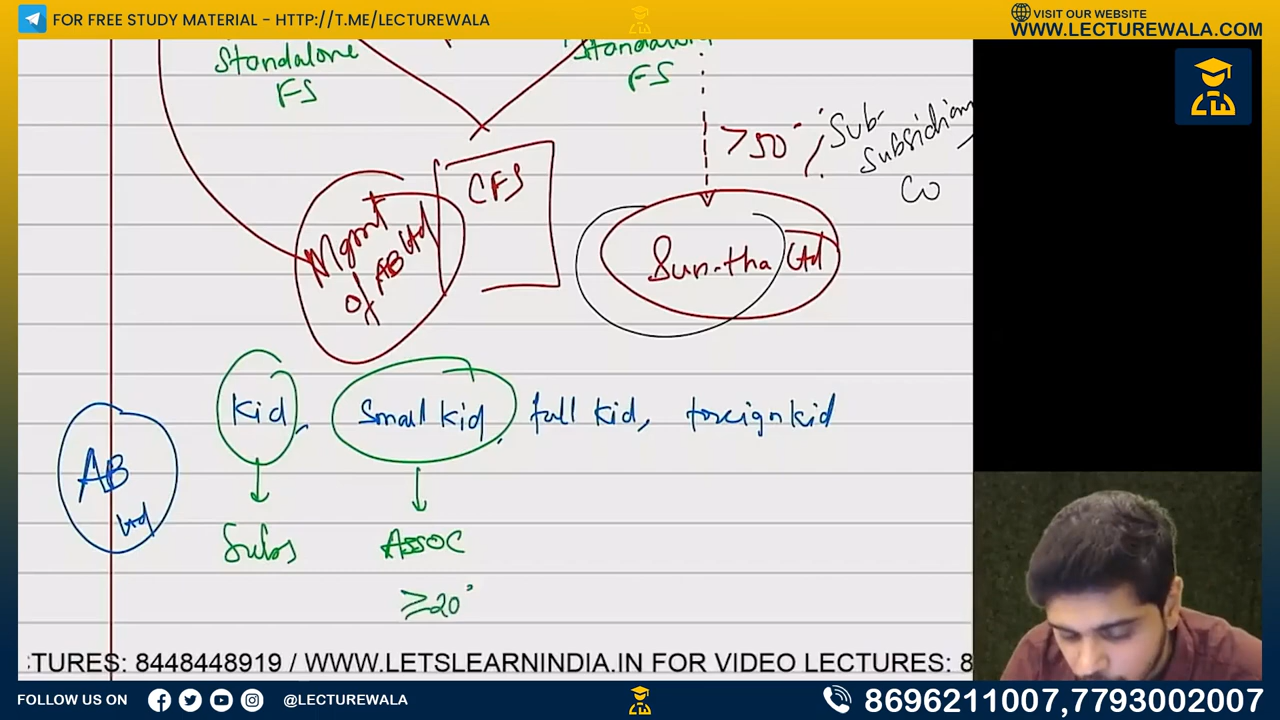 FOR FREE STUDY MATERIAL - HTTP://T.ME/LECTUREWALA
VISIT OUR WEBSITE
WWW.LECTUREWALA.COM
Standalone
FS
Standalone
FS
>50%
Sub-
Subsidiary
Co
CFS
Mgmt
of AB Ltd
Sun-tha Ltd
Kid, Small kid, tall kid, foreign kid
AB
Ltd
Subs
Assoc
≥20
TURES: 8448448919 / WWW.LETSLEARNINDIA.IN FOR VIDEO LECTURES: 8
FOLLOW US ON
@LECTUREWALA
8696211007,7793002007